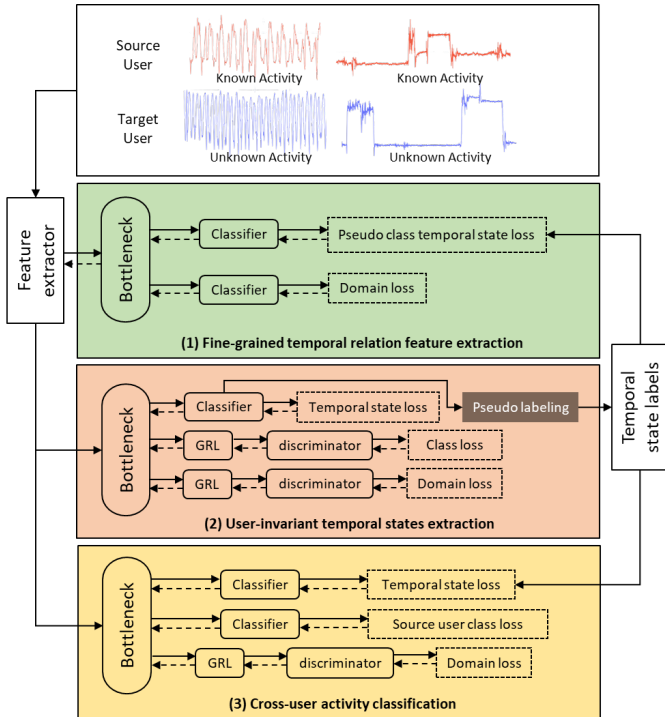 Source
User
Known Activity
Known Activity
Target
User
Unknown Activity
Unknown Activity
Feature
extractor
Bottleneck
Classifier
Pseudo class temporal state loss
Classifier
Domain loss
(1) Fine-grained temporal relation feature extraction
Bottleneck
Classifier
Temporal state loss
Pseudo labeling
GRL
discriminator
Class loss
GRL
discriminator
Domain loss
(2) User-invariant temporal states extraction
Temporal
state labels
Bottleneck
Classifier
Temporal state loss
Classifier
Source user class loss
GRL
discriminator
Domain loss
(3) Cross-user activity classification